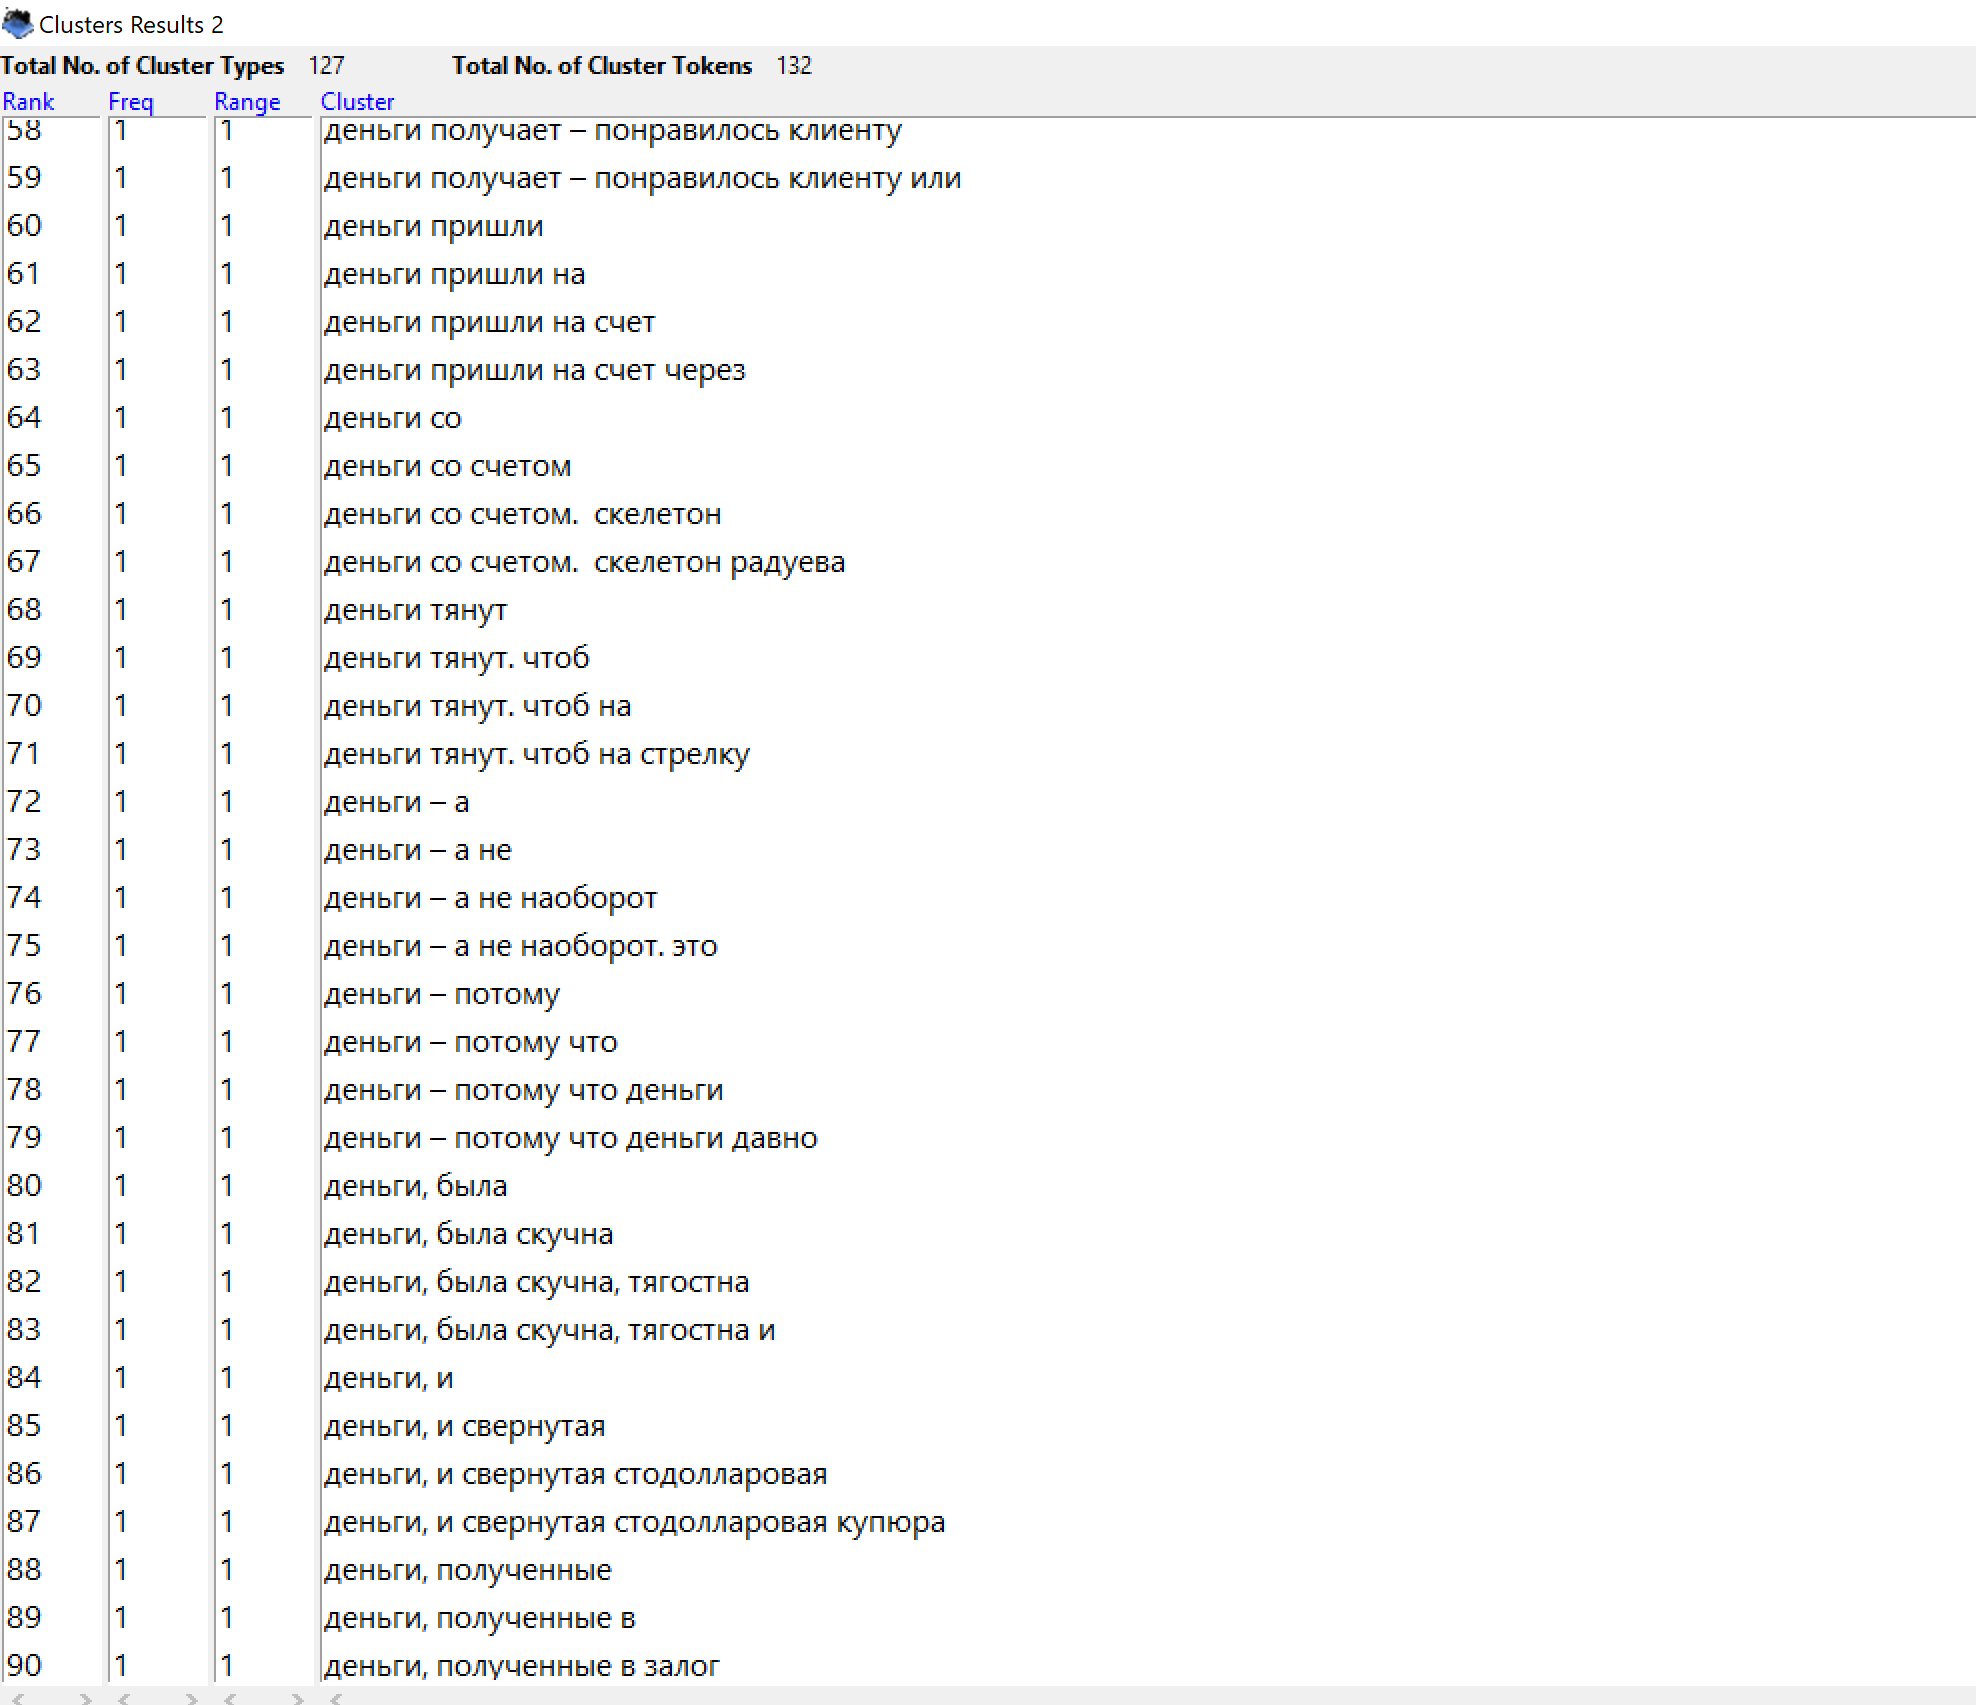 Clusters Results 2
Total No. of Cluster Types 127 Total No. of Cluster Tokens 132
Rank Freq Range Cluster
58 1 1 деньги получает – понравилось клиенту
59 1 1 деньги получает – понравилось клиенту или
60 1 1 деньги пришли
61 1 1 деньги пришли на
62 1 1 деньги пришли на счет
63 1 1 деньги пришли на счет через
64 1 1 деньги со
65 1 1 деньги со счетом
66 1 1 деньги со счетом.  скелетон
67 1 1 деньги со счетом.  скелетон радуева
68 1 1 деньги тянут
69 1 1 деньги тянут. чтоб
70 1 1 деньги тянут. чтоб на
71 1 1 деньги тянут. чтоб на стрелку
72 1 1 деньги – а
73 1 1 деньги – а не
74 1 1 деньги – а не наоборот
75 1 1 деньги – а не наоборот. это
76 1 1 деньги – потому
77 1 1 деньги – потому что
78 1 1 деньги – потому что деньги
79 1 1 деньги – потому что деньги давно
80 1 1 деньги, была
81 1 1 деньги, была скучна
82 1 1 деньги, была скучна, тягостна
83 1 1 деньги, была скучна, тягостна и
84 1 1 деньги, и
85 1 1 деньги, и свернутая
86 1 1 деньги, и свернутая стодолларовая
87 1 1 деньги, и свернутая стодолларовая купюра
88 1 1 деньги, полученные
89 1 1 деньги, полученные в
90 1 1 деньги, полученные в залог